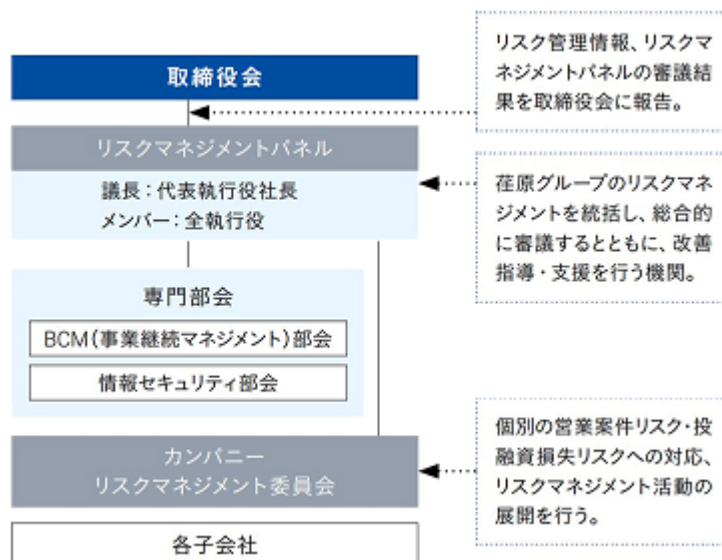 取締役会
リスク管理情報、リスクマ
ネジメントパネルの審議結
果を取締役会に報告。
リスクマネジメントパネル
議長：代表執行役社長
メンバー：全執行役
荏原グループのリスクマネ
ジメントを統括し、総合的
に審議するとともに、改善
指導・支援を行う機関。
専門部会
BCM（事業継続マネジメント）部会
情報セキュリティ部会
カンパニー
リスクマネジメント委員会
個別の営業案件リスク・投
融資損失リスクへの対応、
リスクマネジメント活動の
展開を行う。
各子会社